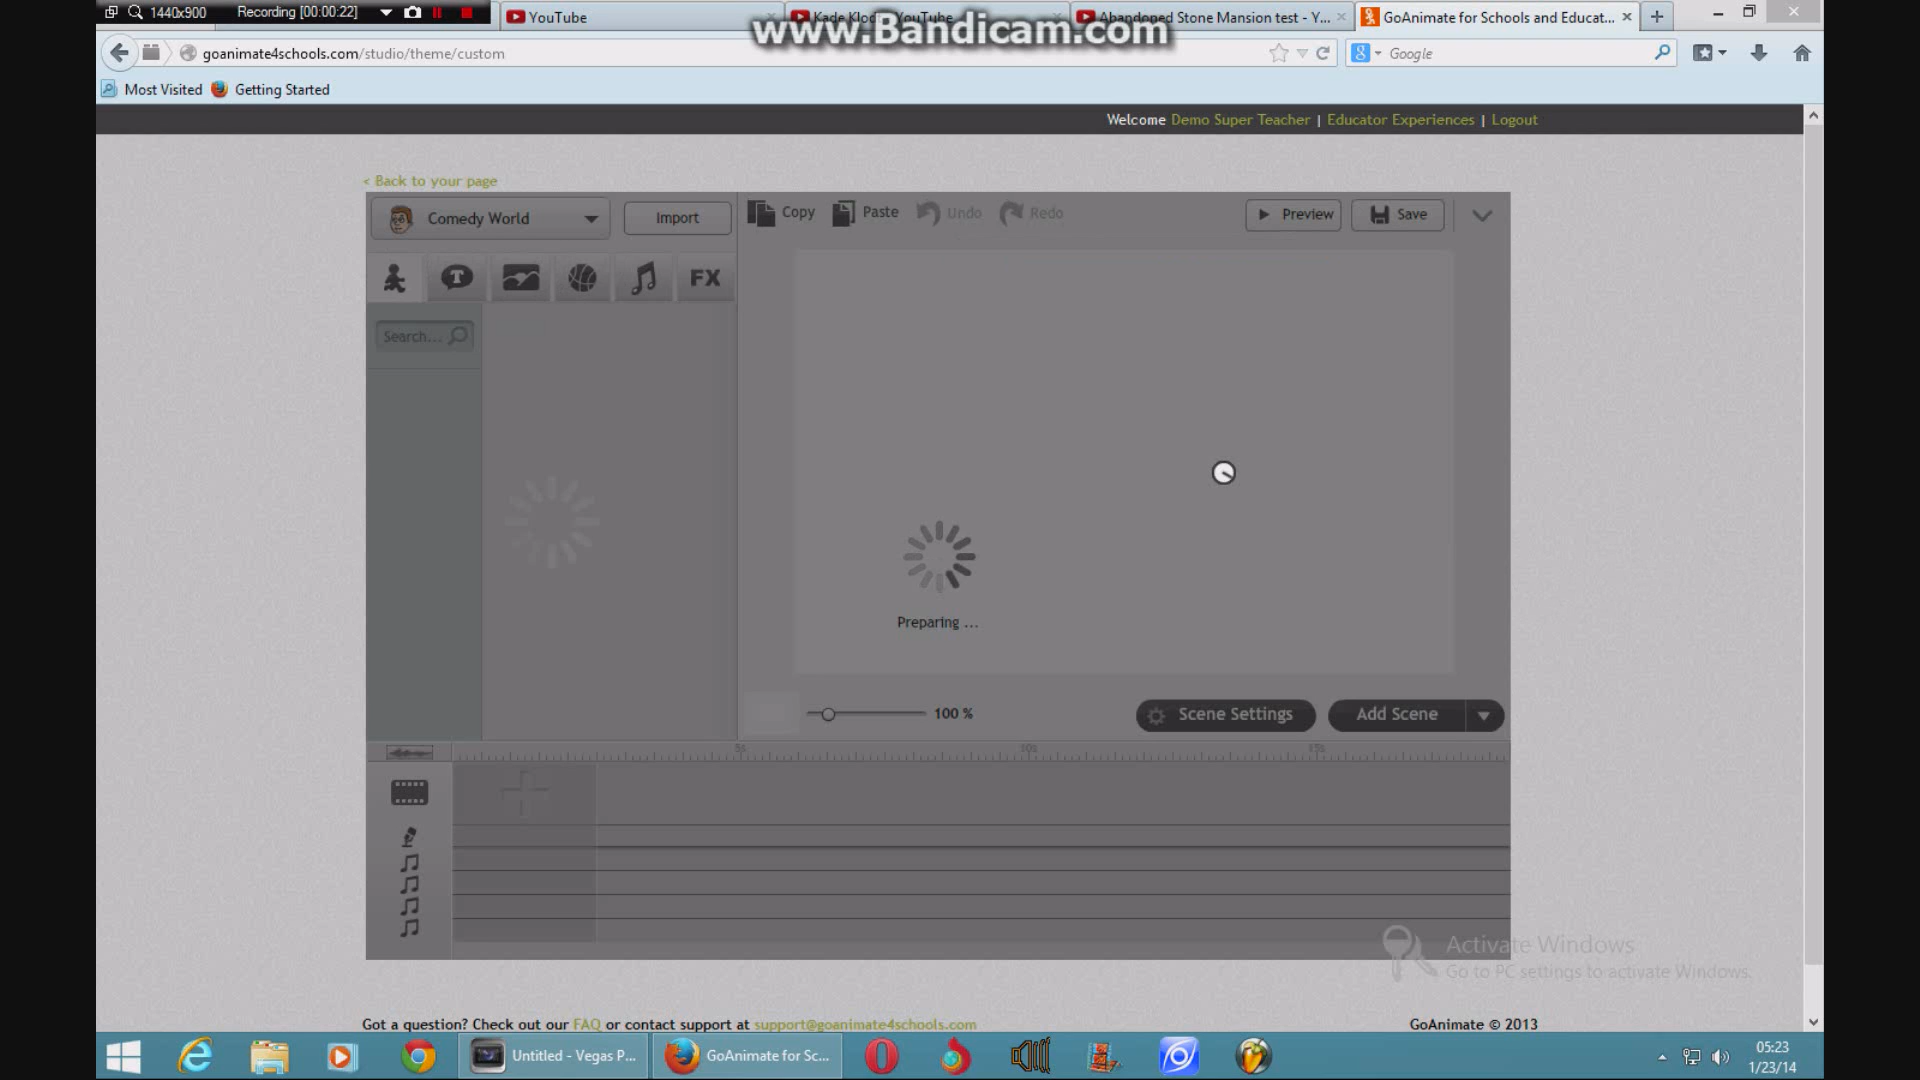 1440x900 Recording [00:00:22]
YouTube
YouTube
Abandoned Stone Mansion test - Y...
GoAnimate for Schools and Educat...
www.Bandicam.com
goanimate4schools.com/studio/theme/custom
Google
Most Visited Getting Started
Welcome Demo Super Teacher | Educator Experiences | Logout
< Back to your page
Comedy World
Import
Copy Paste Undo Redo
Preview
Save
T
FX
Search...
Preparing ...
100 %
Scene Settings
Add Scene
5s 10s 15s
Activate Windows
Go to PC settings to activate Windows.
Got a question? Check out our FAQ or contact support at support@goanimate4schools.com
GoAnimate © 2013
Untitled - Vegas P...
GoAnimate for Sc...
05:23
1/23/14